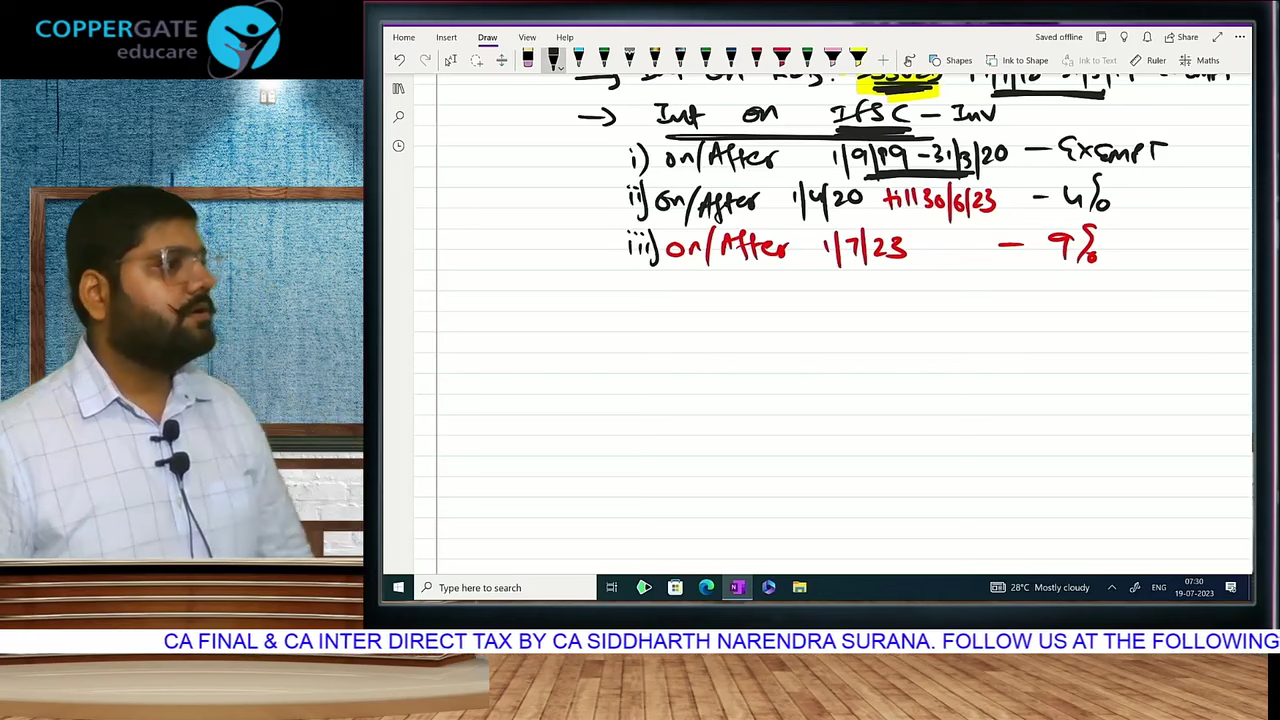 COPPERGATE
educare
Home Insert Draw View Help
Saved offline
Share
Shapes Ink to Shape Ink to Text Ruler Maths
→ Int on IFSC - Inv
i) on/After 1/9/19 - 31/3/20 - Exempt
ii) on/After 1/4/20 till 30/6/23 - 4%
iii) on/After 1/7/23 - 9%
Type here to search
28°C Mostly cloudy
ENG
07:30
19-07-2023
CA FINAL & CA INTER DIRECT TAX BY CA SIDDHARTH NARENDRA SURANA. FOLLOW US AT THE FOLLOWING